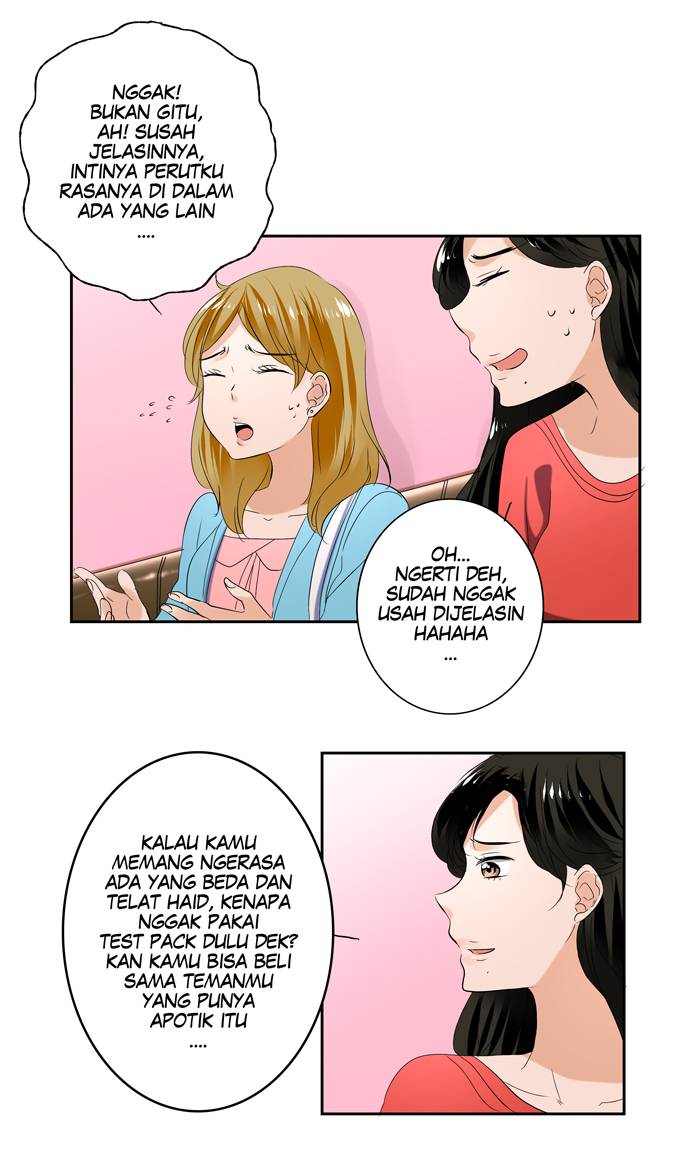 NGGAK!
BUKAN GITU,
AH! SUSAH
JELASINNYA,
INTINYA PERUTKU
RASANYA DI DALAM
ADA YANG LAIN
....
OH...
NGERTI DEH,
SUDAH NGGAK
USAH DIJELASIN
HAHAHA
...
KALAU KAMU
MEMANG NGERASA
ADA YANG BEDA DAN
TELAT HAID, KENAPA
NGGAK PAKAI
TEST PACK DULU DEK?
KAN KAMU BISA BELI
SAMA TEMANMU
YANG PUNYA
APOTIK ITU
....